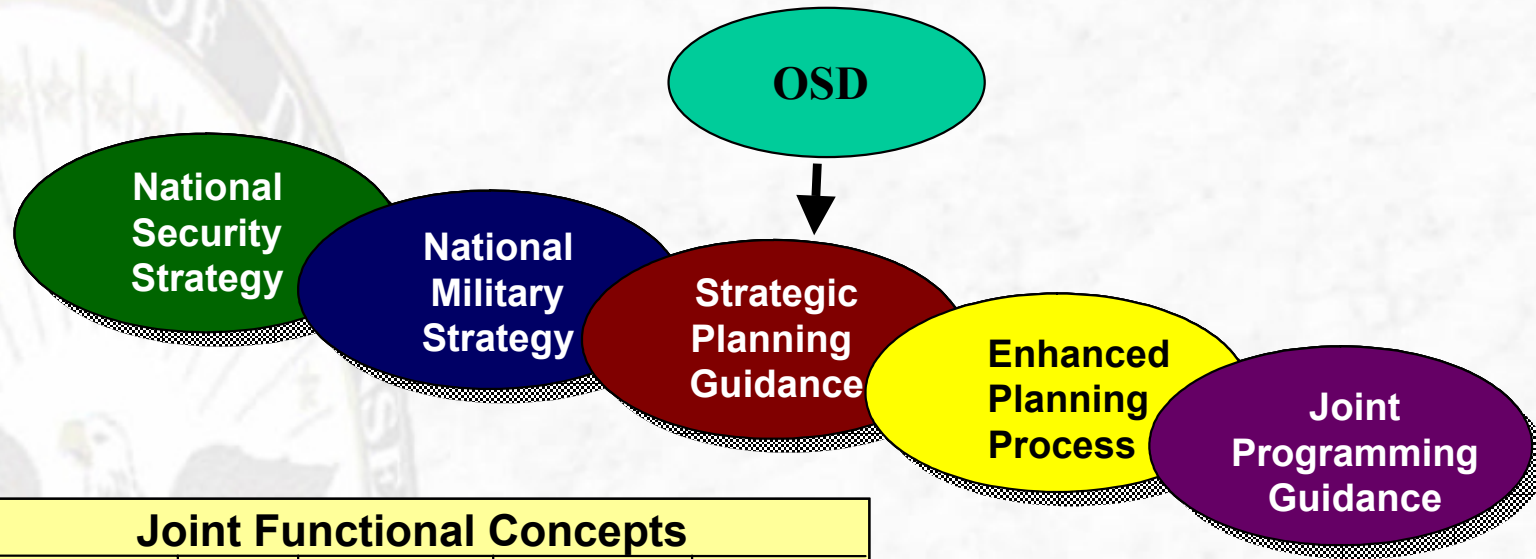 OSD
National
Security
Strategy
National
Military
Strategy
Strategic
Planning
Guidance
Enhanced
Planning
Process
Joint
Programming
Guidance
Joint Functional Concepts